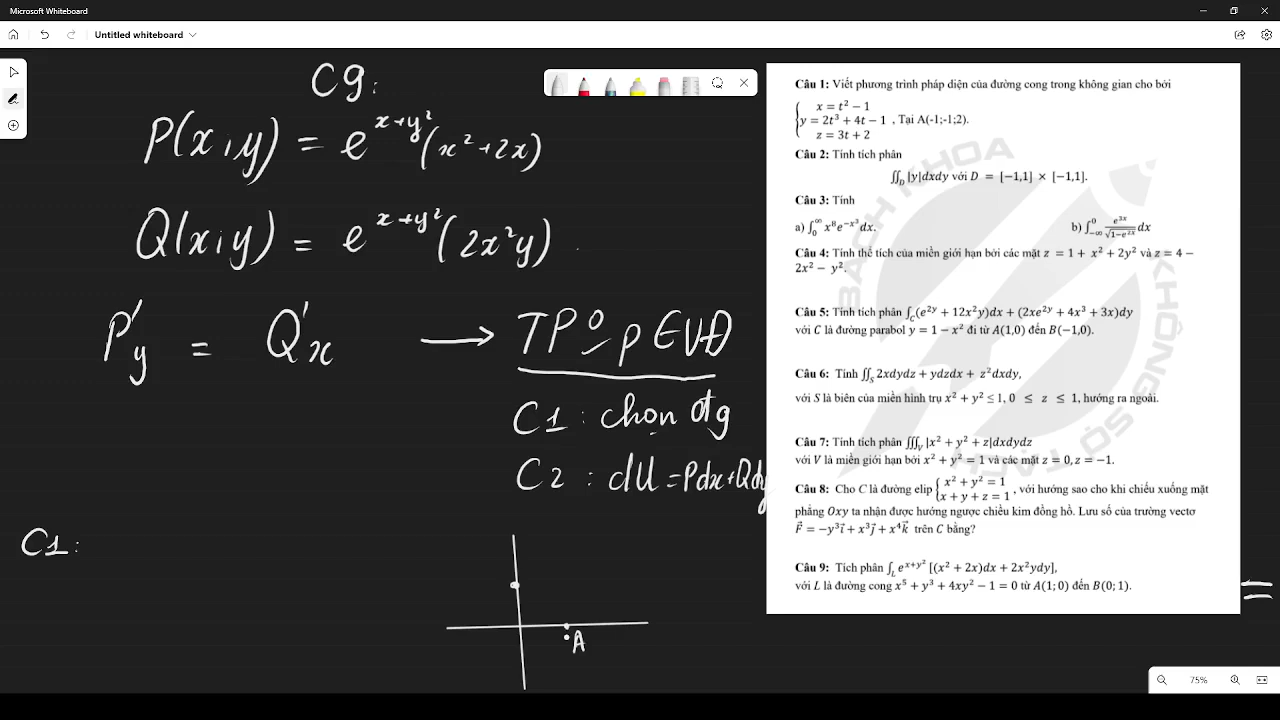 Microsoft Whiteboard
Untitled whiteboard
C9:
P(x,y) = e^{x+y²}(x²+2x)
Q(x,y) = e^{x+y²}(2x²y)
P'y = Q'x → TP ∘ p ∈ VĐ
C1 : chọn đg
C2 : dU = Pdx+Qdy
C1 :
A
Câu 1: Viết phương trình pháp diện của đường cong trong không gian cho bởi
{ x = t² − 1
y = 2t³ + 4t − 1 , Tại A(-1;-1;2).
z = 3t + 2
Câu 2: Tính tích phân
∬_D |y|dxdy với D = [−1,1] × [−1,1].
Câu 3: Tính
a) ∫_0^∞ x⁸e^{−x³}dx. b) ∫_{−∞}^0 e^{3x}/√(1−e^{2x}) dx
Câu 4: Tính thể tích của miền giới hạn bởi các mặt z = 1 + x² + 2y² và z = 4 −
2x² − y².
Câu 5: Tính tích phân ∫_C(e^{2y} + 12x²y)dx + (2xe^{2y} + 4x³ + 3x)dy
với C là đường parabol y = 1 − x² đi từ A(1,0) đến B(−1,0).
Câu 6: Tính ∬_S 2xdydz + ydzdx + z²dxdy,
với S là biên của miền hình trụ x² + y² ≤ 1, 0 ≤ z ≤ 1, hướng ra ngoài.
Câu 7: Tính tích phân ∭_V |x² + y² + z|dxdydz
với V là miền giới hạn bởi x² + y² = 1 và các mặt z = 0, z = −1.
Câu 8: Cho C là đường elip { x² + y² = 1
x + y + z = 1 , với hướng sao cho khi chiếu xuống mặt
phẳng Oxy ta nhận được hướng ngược chiều kim đồng hồ. Lưu số của trường vectơ
F⃗ = −y³i⃗ + x³j⃗ + x⁴k⃗ trên C bằng?
Câu 9: Tích phân ∫_L e^{x+y²} [(x² + 2x)dx + 2x²ydy],
với L là đường cong x⁵ + y³ + 4xy² − 1 = 0 từ A(1; 0) đến B(0; 1).
BÁCH KHOA
KHÔNG SỢ TẠCH
=
75%